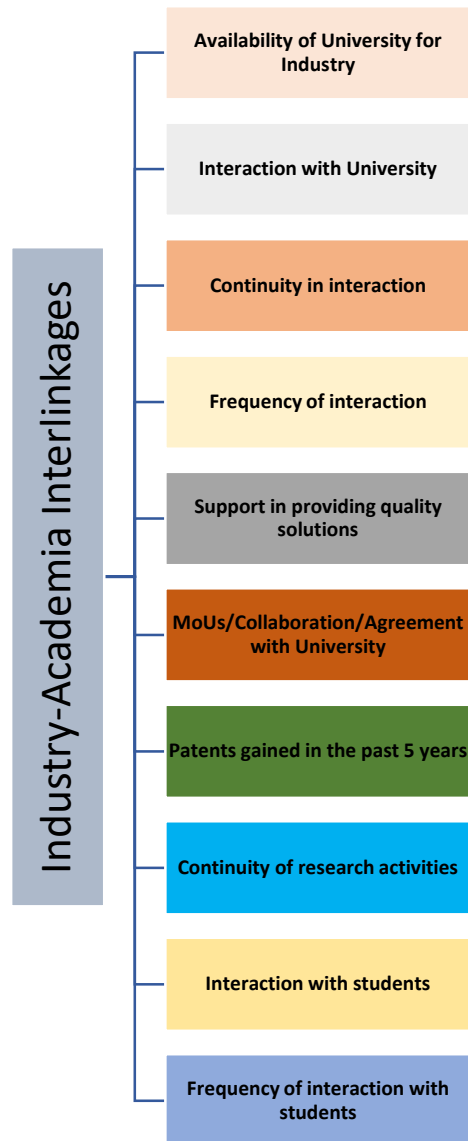 Industry-Academia Interlinkages
Availability of University for
Industry
Interaction with University
Continuity in interaction
Frequency of interaction
Support in providing quality
solutions
MoUs/Collaboration/Agreement
with University
Patents gained in the past 5 years
Continuity of research activities
Interaction with students
Frequency of interaction with
students